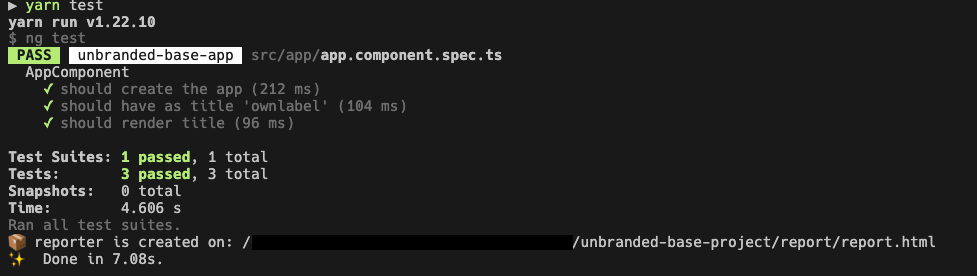 ▶ yarn test
yarn run v1.22.10
$ ng test
PASS unbranded-base-app src/app/app.component.spec.ts
AppComponent
✓ should create the app (212 ms)
✓ should have as title 'ownlabel' (104 ms)
✓ should render title (96 ms)
Test Suites: 1 passed, 1 total
Tests: 3 passed, 3 total
Snapshots: 0 total
Time: 4.606 s
Ran all test suites.
📦 reporter is created on: / /unbranded-base-project/report/report.html
✨ Done in 7.08s.